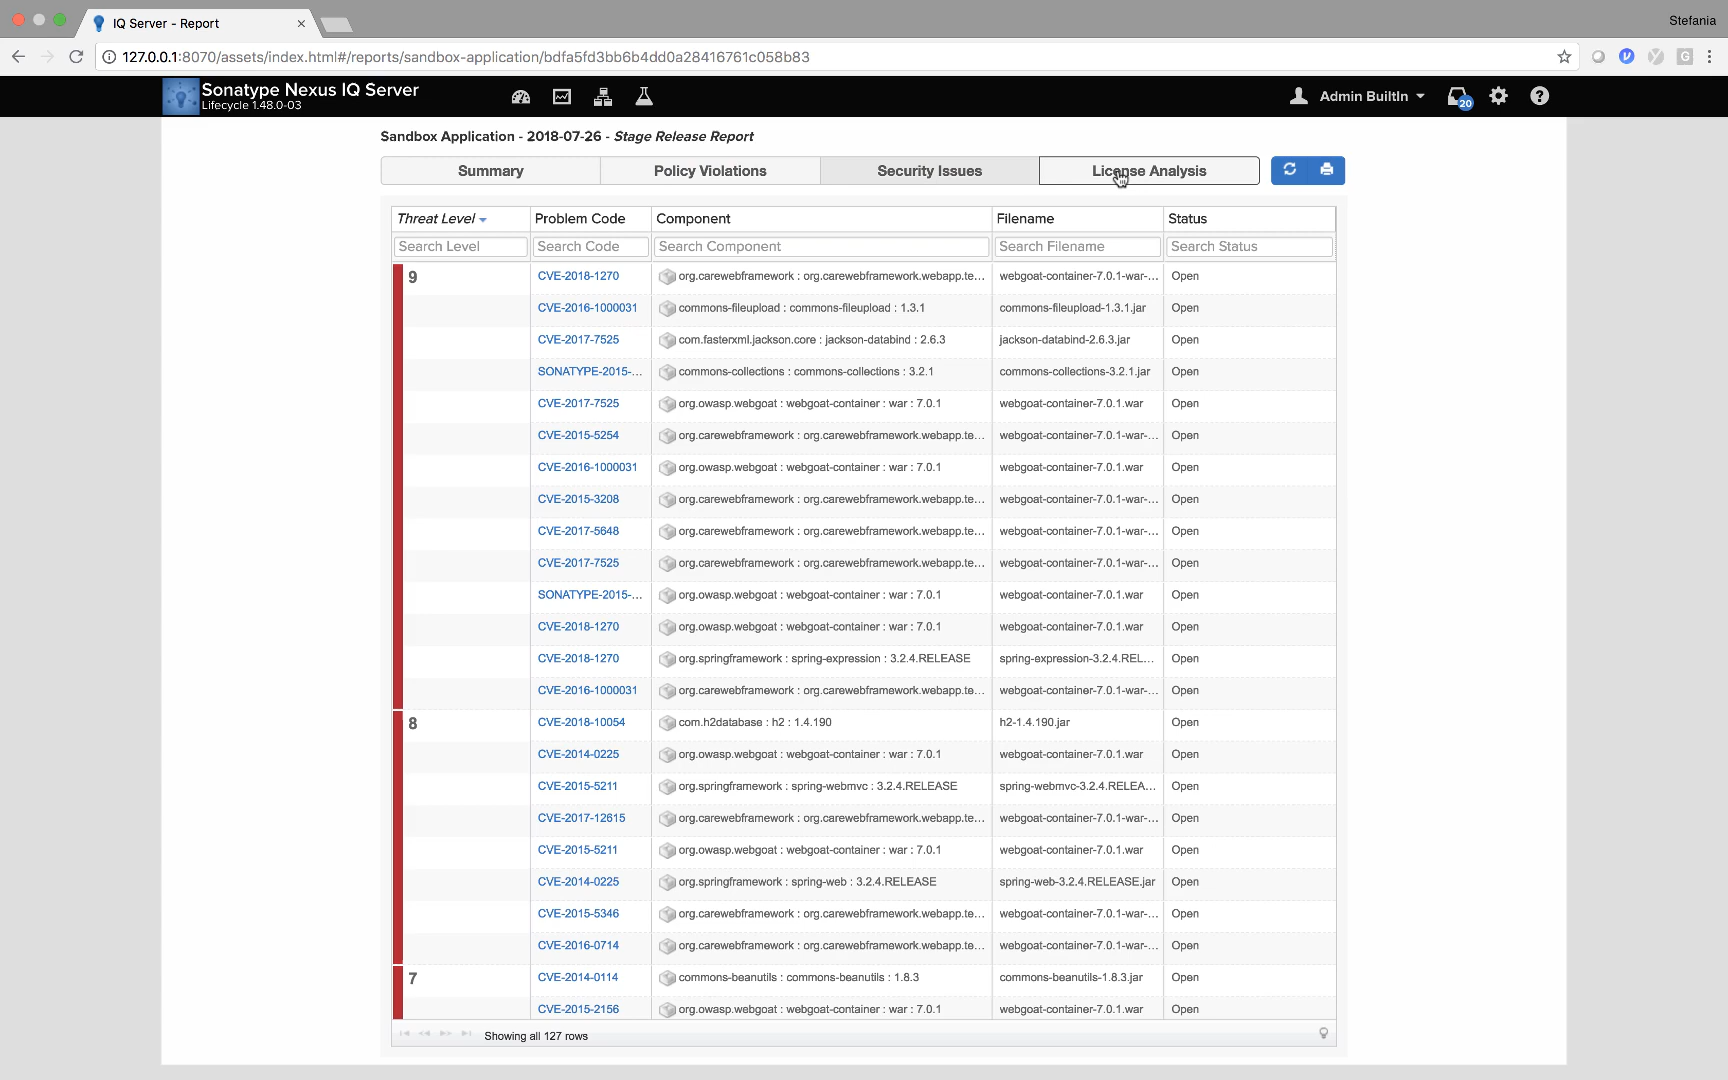 IQ Server - Report
Stefania
127.0.0.1:8070/assets/index.html#/reports/sandbox-application/bdfa5fd3bb6b4dd0a28416761c058b83
Sonatype Nexus IQ Server
Lifecycle 1.48.0-03
Admin BuiltIn
20
Sandbox Application - 2018-07-26 - Stage Release Report
Summary Policy Violations Security Issues License Analysis
Threat Level Problem Code Component Filename Status
Search Level Search Code Search Component Search Filename Search Status
9 CVE-2018-1270 org.carewebframework : org.carewebframework.webapp.te... webgoat-container-7.0.1-war-... Open
CVE-2016-1000031 commons-fileupload : commons-fileupload : 1.3.1 commons-fileupload-1.3.1.jar Open
CVE-2017-7525 com.fasterxml.jackson.core : jackson-databind : 2.6.3 jackson-databind-2.6.3.jar Open
SONATYPE-2015-... commons-collections : commons-collections : 3.2.1 commons-collections-3.2.1.jar Open
CVE-2017-7525 org.owasp.webgoat : webgoat-container : war : 7.0.1 webgoat-container-7.0.1.war Open
CVE-2015-5254 org.carewebframework : org.carewebframework.webapp.te... webgoat-container-7.0.1-war-... Open
CVE-2016-1000031 org.owasp.webgoat : webgoat-container : war : 7.0.1 webgoat-container-7.0.1.war Open
CVE-2015-3208 org.carewebframework : org.carewebframework.webapp.te... webgoat-container-7.0.1-war-... Open
CVE-2017-5648 org.carewebframework : org.carewebframework.webapp.te... webgoat-container-7.0.1-war-... Open
CVE-2017-7525 org.carewebframework : org.carewebframework.webapp.te... webgoat-container-7.0.1-war-... Open
SONATYPE-2015-... org.owasp.webgoat : webgoat-container : war : 7.0.1 webgoat-container-7.0.1.war Open
CVE-2018-1270 org.owasp.webgoat : webgoat-container : war : 7.0.1 webgoat-container-7.0.1.war Open
CVE-2018-1270 org.springframework : spring-expression : 3.2.4.RELEASE spring-expression-3.2.4.REL... Open
CVE-2016-1000031 org.carewebframework : org.carewebframework.webapp.te... webgoat-container-7.0.1-war-... Open
8 CVE-2018-10054 com.h2database : h2 : 1.4.190 h2-1.4.190.jar Open
CVE-2014-0225 org.owasp.webgoat : webgoat-container : war : 7.0.1 webgoat-container-7.0.1.war Open
CVE-2015-5211 org.springframework : spring-webmvc : 3.2.4.RELEASE spring-webmvc-3.2.4.RELEA... Open
CVE-2017-12615 org.carewebframework : org.carewebframework.webapp.te... webgoat-container-7.0.1-war-... Open
CVE-2015-5211 org.owasp.webgoat : webgoat-container : war : 7.0.1 webgoat-container-7.0.1.war Open
CVE-2014-0225 org.springframework : spring-web : 3.2.4.RELEASE spring-web-3.2.4.RELEASE.jar Open
CVE-2015-5346 org.carewebframework : org.carewebframework.webapp.te... webgoat-container-7.0.1-war-... Open
CVE-2016-0714 org.carewebframework : org.carewebframework.webapp.te... webgoat-container-7.0.1-war-... Open
7 CVE-2014-0114 commons-beanutils : commons-beanutils : 1.8.3 commons-beanutils-1.8.3.jar Open
CVE-2015-2156 org.owasp.webgoat : webgoat-container : war : 7.0.1 webgoat-container-7.0.1.war Open
Showing all 127 rows